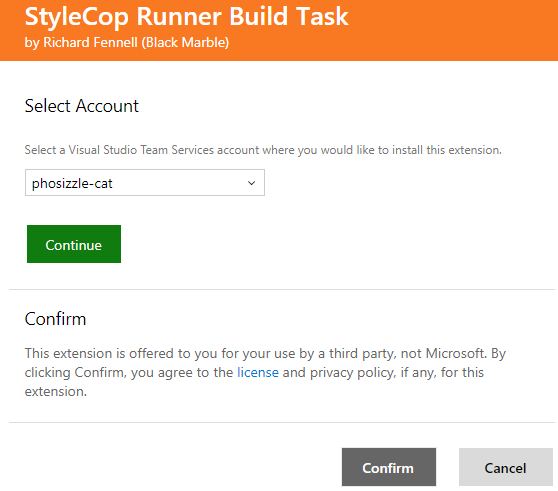 StyleCop Runner Build Task
by Richard Fennell (Black Marble)
Select Account
Select a Visual Studio Team Services account where you would like to install this extension.
phosizzle-cat
Continue
Confirm
This extension is offered to you for your use by a third party, not Microsoft. By
clicking Confirm, you agree to the license and privacy policy, if any, for this
extension.
Confirm
Cancel